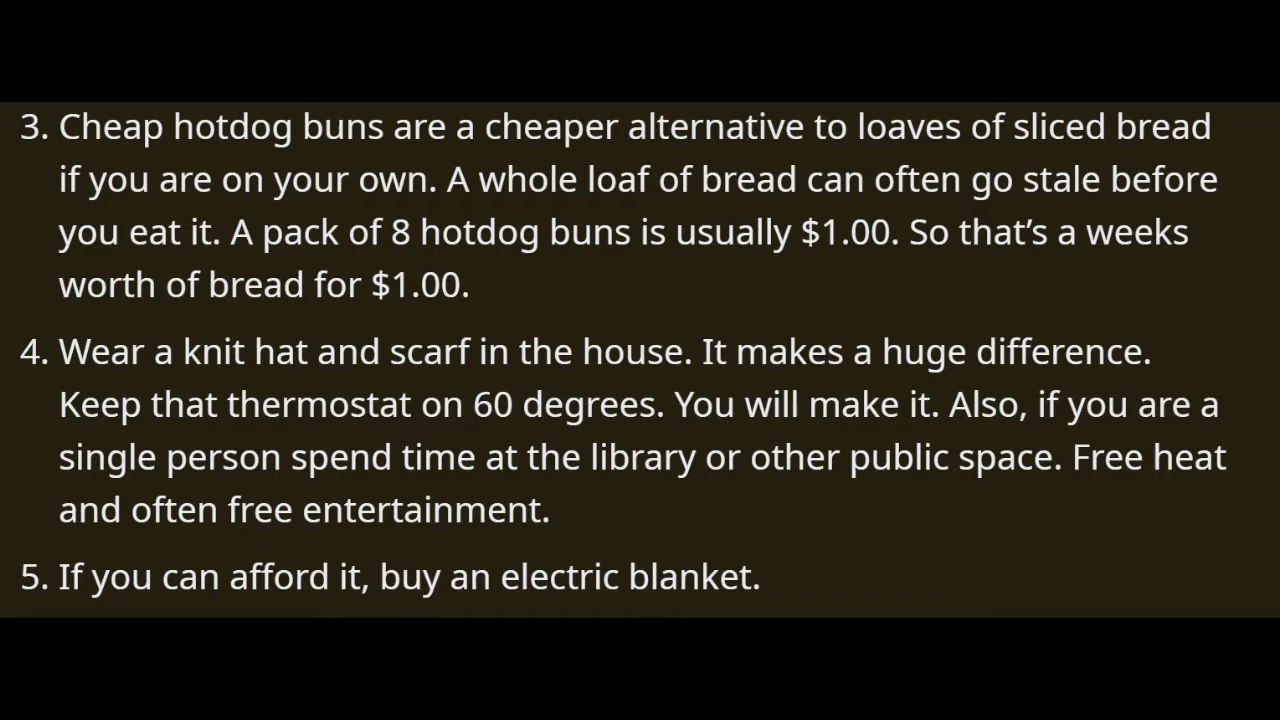 3. Cheap hotdog buns are a cheaper alternative to loaves of sliced bread
if you are on your own. A whole loaf of bread can often go stale before
you eat it. A pack of 8 hotdog buns is usually $1.00. So that’s a weeks
worth of bread for $1.00.
4. Wear a knit hat and scarf in the house. It makes a huge difference.
Keep that thermostat on 60 degrees. You will make it. Also, if you are a
single person spend time at the library or other public space. Free heat
and often free entertainment.
5. If you can afford it, buy an electric blanket.